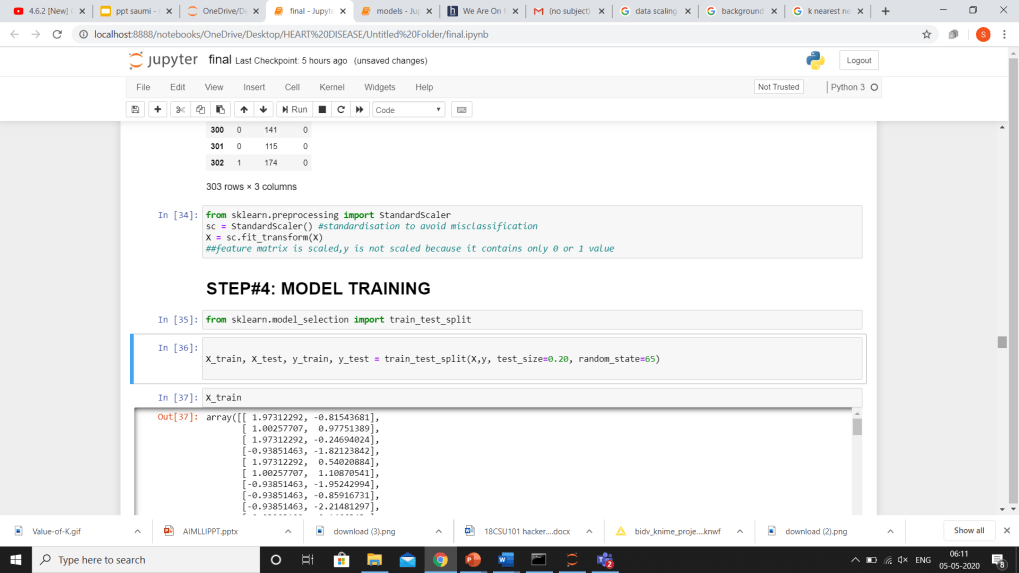 4.6.2 [New]
ppt saumi -
OneDrive/De
final - Jupyte
models - Ju
We Are On
(no subject)
data scaling
background
k nearest ne
localhost:8888/notebooks/OneDrive/Desktop/HEART%20DISEASE/Untitled%20Folder/final.ipynb
S
jupyter final Last Checkpoint: 5 hours ago (unsaved changes)
Logout
File Edit View Insert Cell Kernel Widgets Help
Not Trusted
Python 3
Run
Code
300 0 141 0
301 0 115 0
302 1 174 0
303 rows × 3 columns
In [34]: from sklearn.preprocessing import StandardScaler
sc = StandardScaler() #standardisation to avoid misclassification
X = sc.fit_transform(X)
##feature matrix is scaled,y is not scaled because it contains only 0 or 1 value
STEP#4: MODEL TRAINING
In [35]: from sklearn.model_selection import train_test_split
In [36]:
X_train, X_test, y_train, y_test = train_test_split(X,y, test_size=0.20, random_state=65)
In [37]: X_train
Out[37]: array([[ 1.97312292, -0.81543681],
[ 1.00257707, 0.97751389],
[ 1.97312292, -0.24694024],
[-0.93851463, -1.82123842],
[ 1.97312292, 0.54020884],
[ 1.00257707, 1.10870541],
[-0.93851463, -1.95242994],
[-0.93851463, -0.85916731],
[-0.93851463, -2.21481297],
Value-of-K.gif
AIMLLIPPT.pptx
download (3).png
18CSU101 hacker....docx
bidv_knime_proje....knwf
download (2).png
Show all
Type here to search
ENG
06:11
05-05-2020
2
8